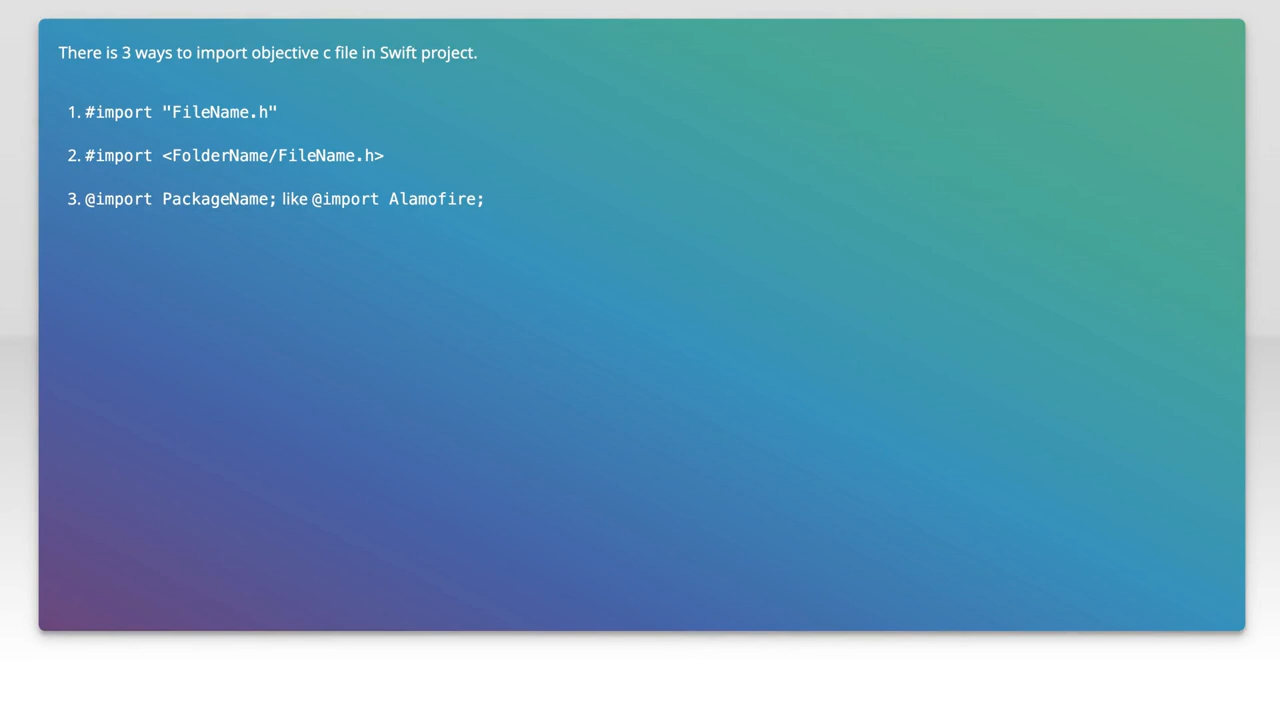 There is 3 ways to import objective c file in Swift project.
1. #import "FileName.h"
2. #import <FolderName/FileName.h>
3. @import PackageName; like @import Alamofire;